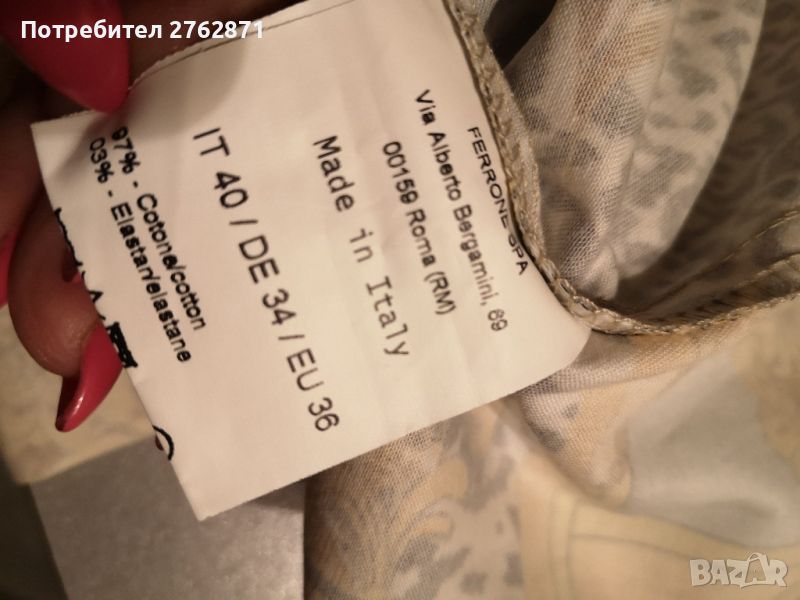 Потребител 2762871
FERRONE SPA
Via Alberto Bergamini, 69
00159 Roma (RM)
Made in Italy
IT 40 / DE 34 / EU 36
97% - Cotone/cotton
03% - Elastan/elastane
BAZAR